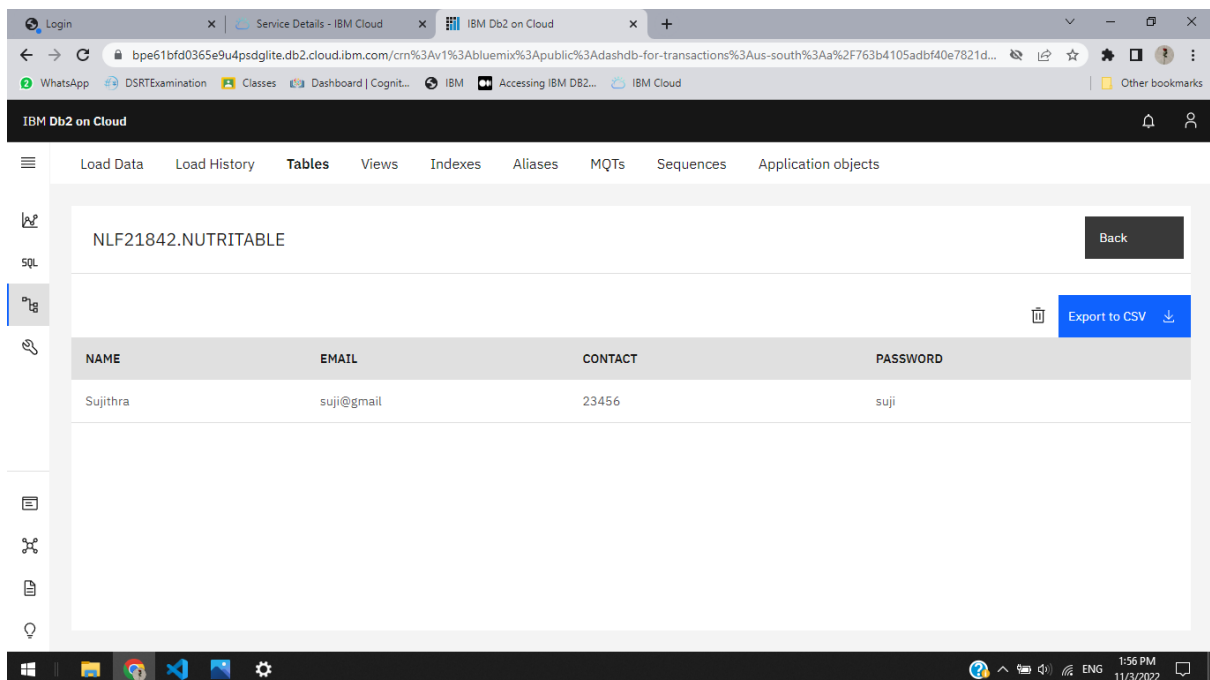 Login
Service Details - IBM Cloud
IBM Db2 on Cloud
bpe61bfd0365e9u4psdglite.db2.cloud.ibm.com/crn%3Av1%3Abluemix%3Apublic%3Adashdb-for-transactions%3Aus-south%3Aa%2F763b4105adbf40e7821d...
2 WhatsApp DSRTExamination Classes Dashboard | Cognit... IBM Accessing IBM DB2... IBM Cloud Other bookmarks
IBM Db2 on Cloud
Load Data Load History Tables Views Indexes Aliases MQTs Sequences Application objects
NLF21842.NUTRITABLE
Back
SQL
Export to CSV
NAME EMAIL CONTACT PASSWORD
Sujithra suji@gmail 23456 suji
ENG
1:56 PM
11/3/2022